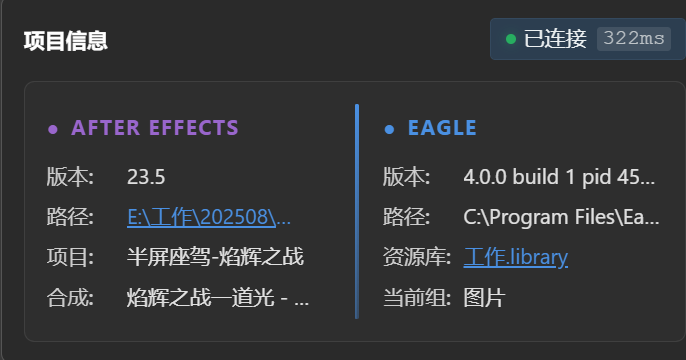 项目信息
已连接 322ms
AFTER EFFECTS
版本: 23.5
路径: E:\工作\202508\...
项目: 半屏座驾-焰辉之战
合成: 焰辉之战一道光 - ...
EAGLE
版本: 4.0.0 build 1 pid 45...
路径: C:\Program Files\Ea...
资源库: 工作.library
当前组: 图片